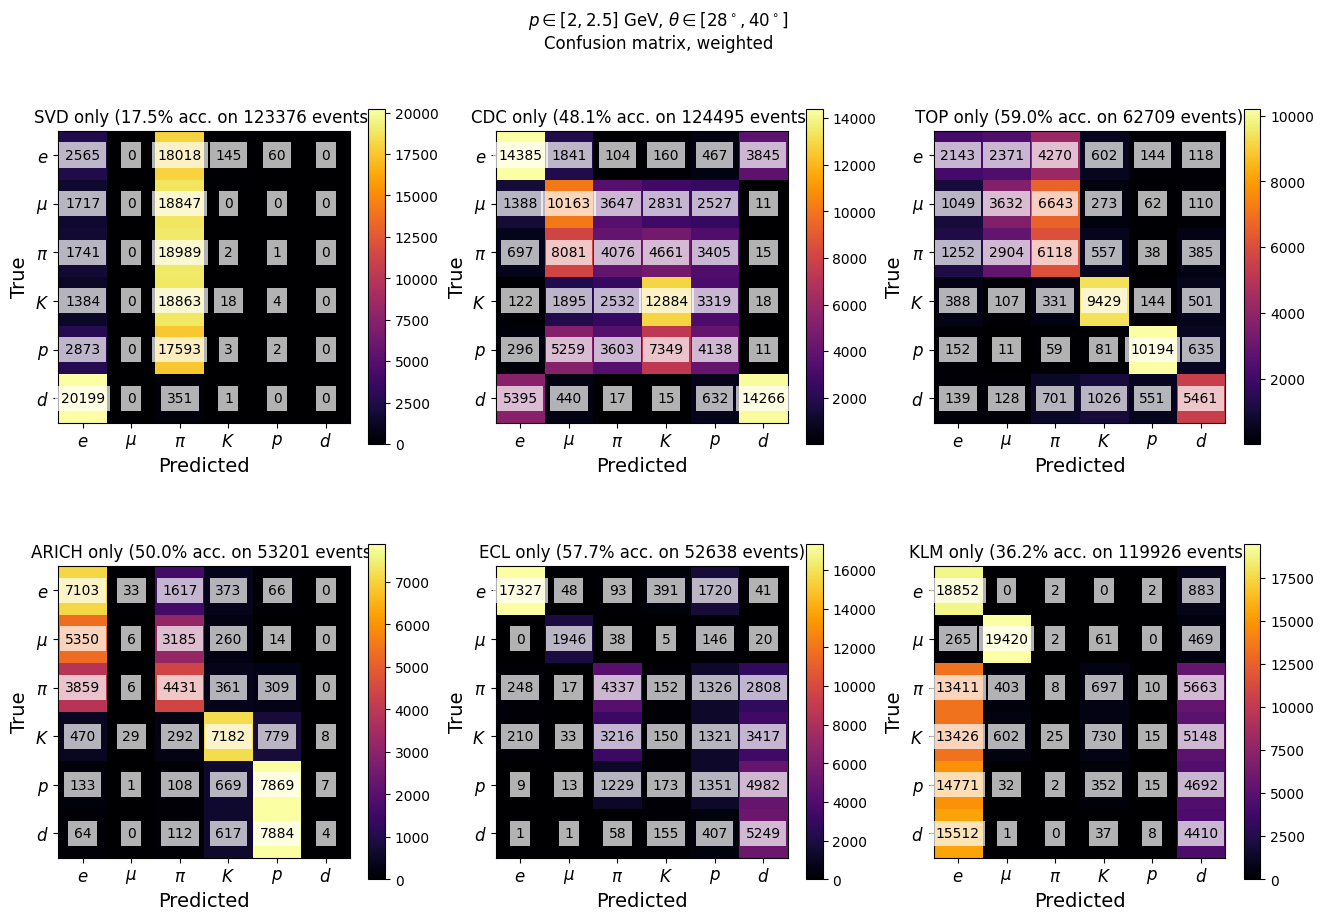 p ∈ [2, 2.5] GeV, θ ∈ [28°, 40°]
Confusion matrix, weighted
SVD only (17.5% acc. on 123376 events
True
e 2565 0 18018 145 60 0
μ 1717 0 18847 0 0 0
π 1741 0 18989 2 1 0
K 1384 0 18863 18 4 0
p 2873 0 17593 3 2 0
d 20199 0 351 1 0 0
e μ π K p d
Predicted
20000
17500
15000
12500
10000
7500
5000
2500
0
CDC only (48.1% acc. on 124495 events
True
e 14385 1841 104 160 467 3845
μ 1388 10163 3647 2831 2527 11
π 697 8081 4076 4661 3405 15
K 122 1895 2532 12884 3319 18
p 296 5259 3603 7349 4138 11
d 5395 440 17 15 632 14266
e μ π K p d
Predicted
14000
12000
10000
8000
6000
4000
2000
TOP only (59.0% acc. on 62709 events)
True
e 2143 2371 4270 602 144 118
μ 1049 3632 6643 273 62 110
π 1252 2904 6118 557 38 385
K 388 107 331 9429 144 501
p 152 11 59 81 10194 635
d 139 128 701 1026 551 5461
e μ π K p d
Predicted
10000
8000
6000
4000
2000
ARICH only (50.0% acc. on 53201 events
True
e 7103 33 1617 373 66 0
μ 5350 6 3185 260 14 0
π 3859 6 4431 361 309 0
K 470 29 292 7182 779 8
p 133 1 108 669 7869 7
d 64 0 112 617 7884 4
e μ π K p d
Predicted
7000
6000
5000
4000
3000
2000
1000
0
ECL only (57.7% acc. on 52638 events)
True
e 17327 48 93 391 1720 41
μ 0 1946 38 5 146 20
π 248 17 4337 152 1326 2808
K 210 33 3216 150 1321 3417
p 9 13 1229 173 1351 4982
d 1 1 58 155 407 5249
e μ π K p d
Predicted
16000
14000
12000
10000
8000
6000
4000
2000
0
KLM only (36.2% acc. on 119926 events
True
e 18852 0 2 0 2 883
μ 265 19420 2 61 0 469
π 13411 403 8 697 10 5663
K 13426 602 25 730 15 5148
p 14771 32 2 352 15 4692
d 15512 1 0 37 8 4410
e μ π K p d
Predicted
17500
15000
12500
10000
7500
5000
2500
0